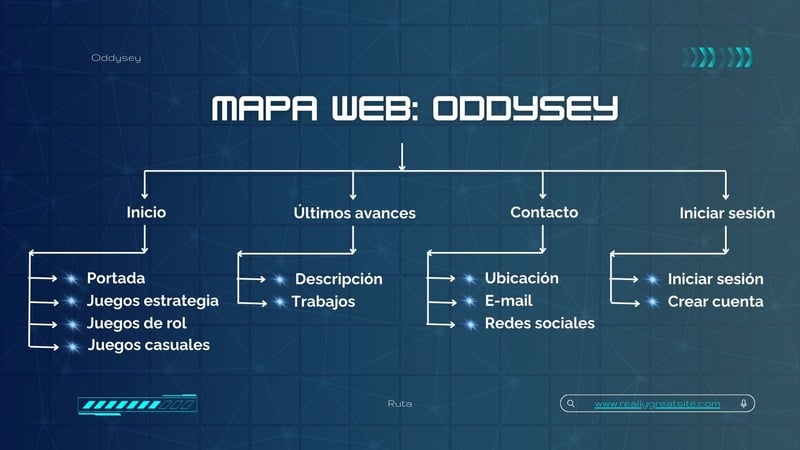 Oddysey
MAPA WEB: ODDYSEY
Inicio
Últimos avances
Contacto
Iniciar sesión
Portada
Juegos estrategia
Juegos de rol
Juegos casuales
Descripción
Trabajos
Ubicación
E-mail
Redes sociales
Iniciar sesión
Crear cuenta
Ruta
www.reallygreatsite.com